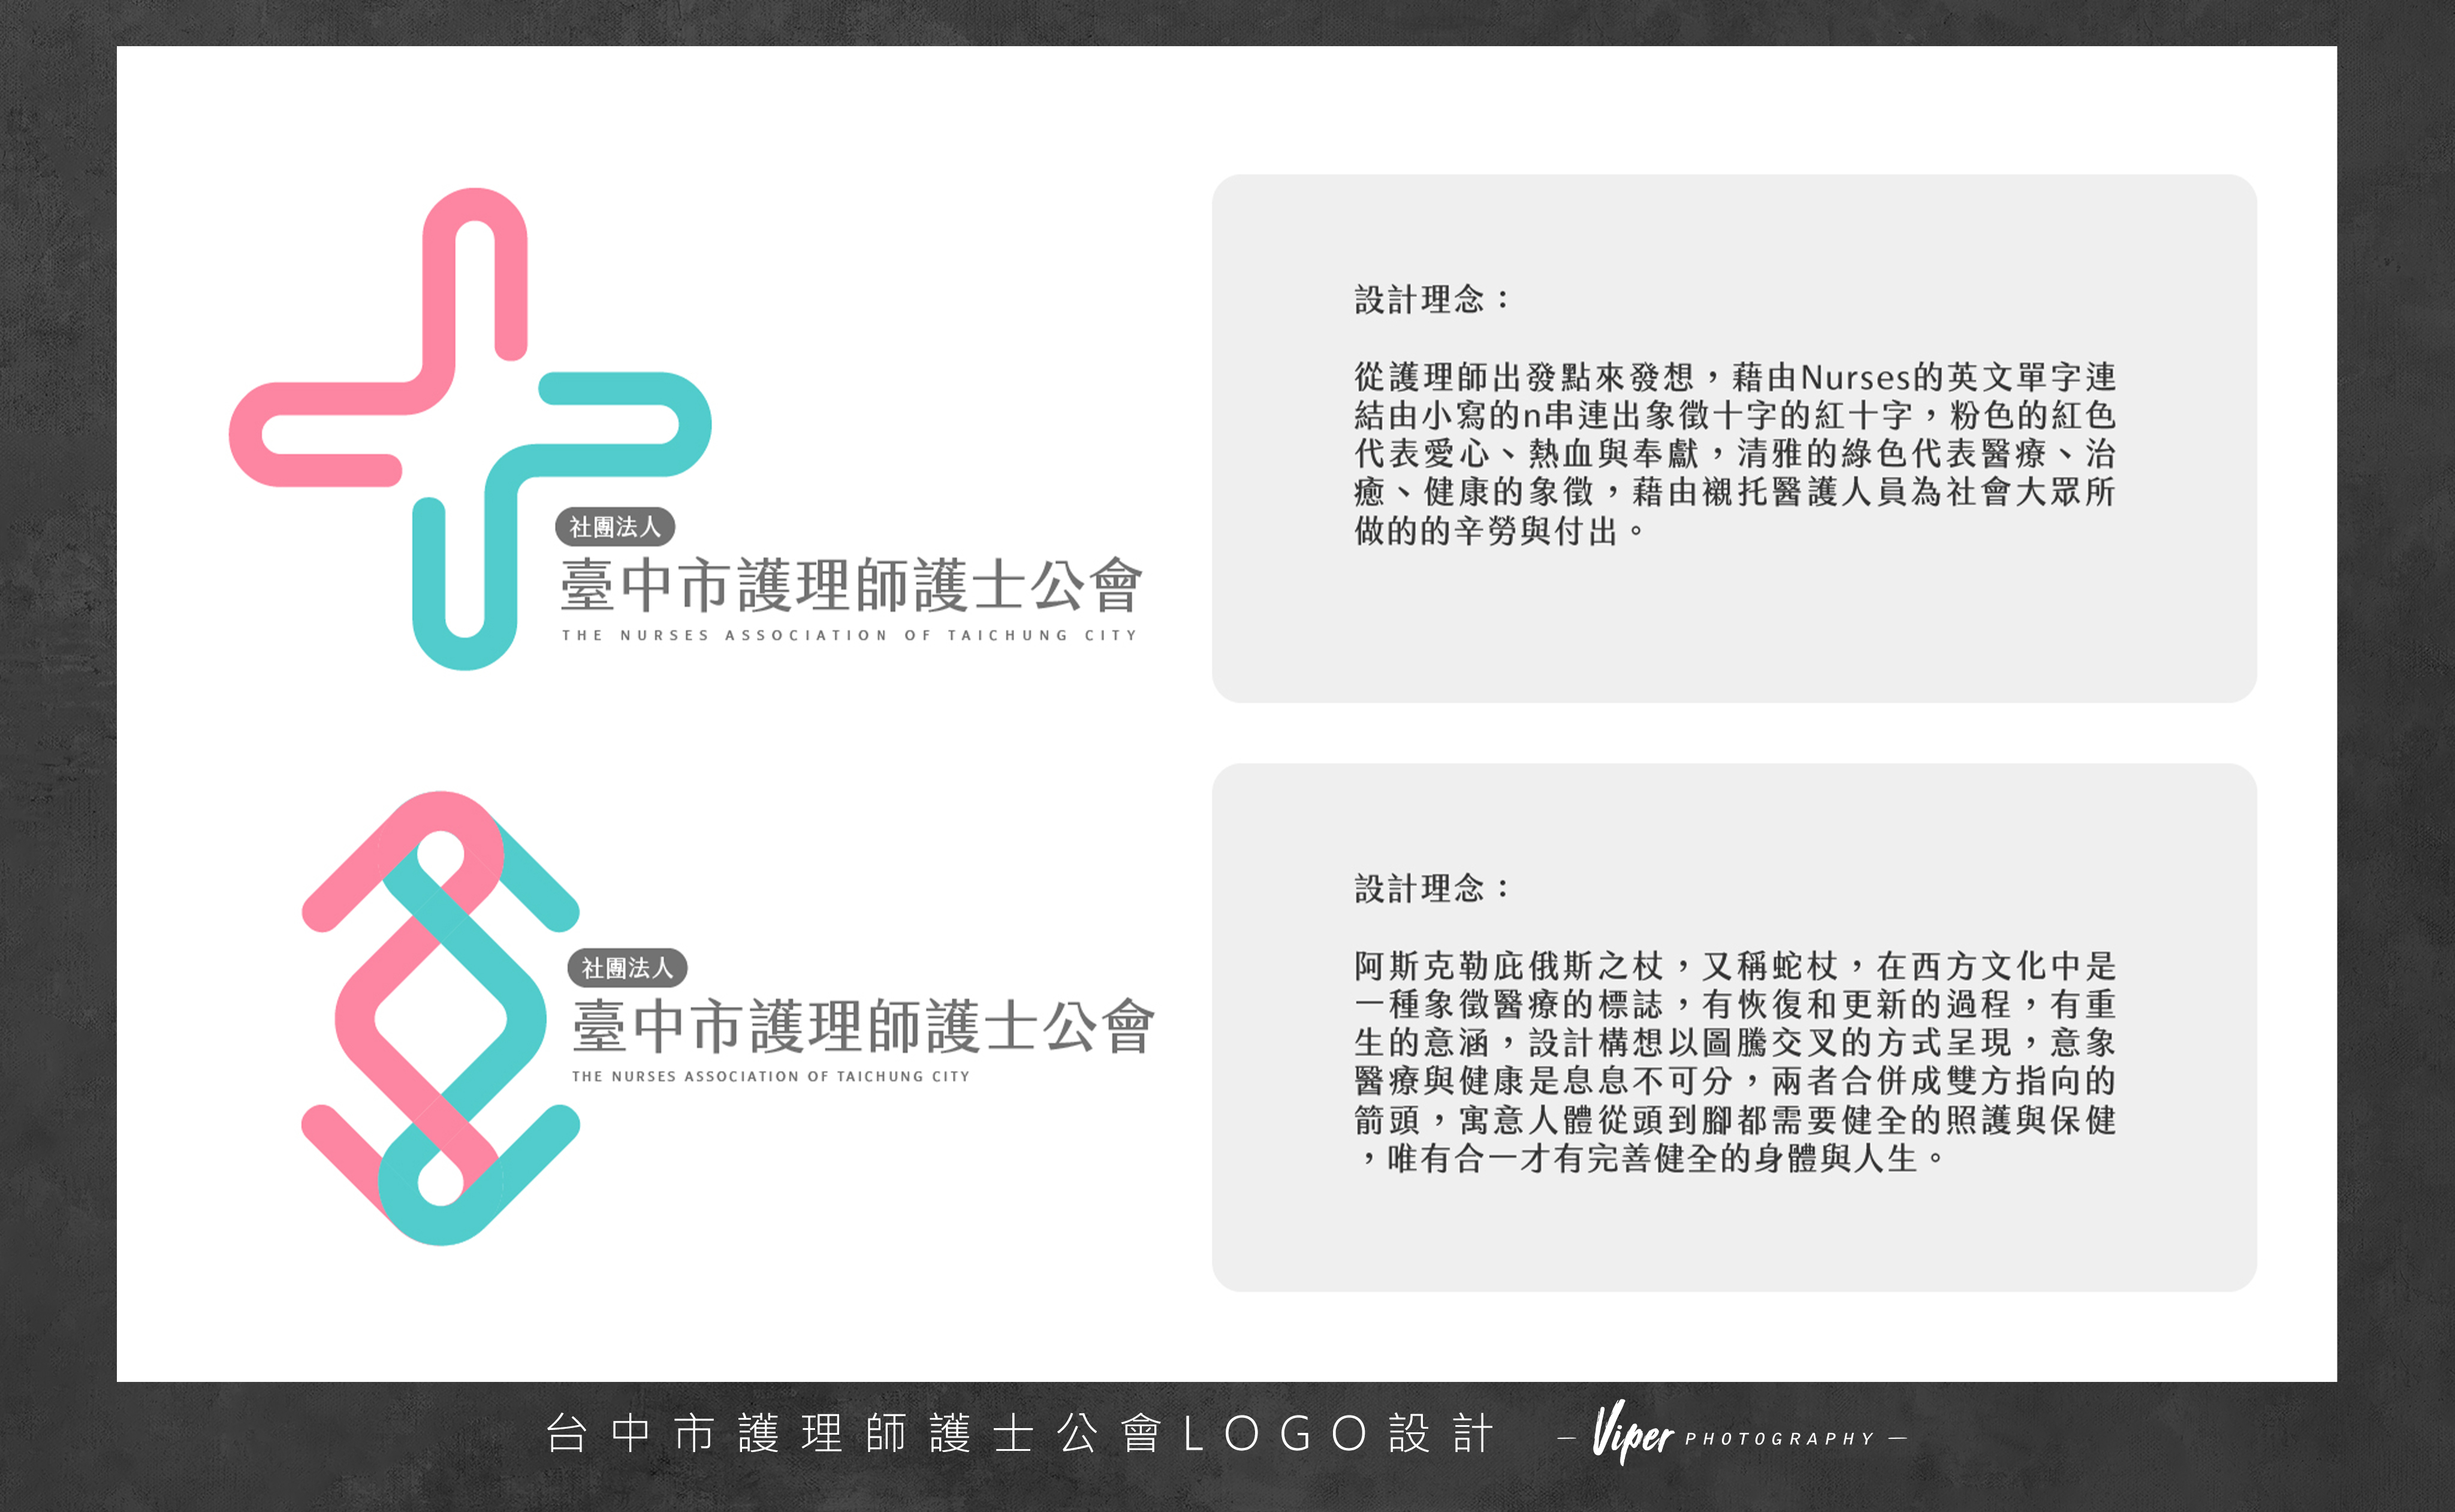 社團法人
臺中市護理師護士公會
THE NURSES ASSOCIATION OF TAICHUNG CITY
設計理念：
從護理師出發點來發想，藉由Nurses的英文單字連
結由小寫的n串連出象徵十字的紅十字，粉色的紅色
代表愛心、熱血與奉獻，清雅的綠色代表醫療、治
癒、健康的象徵，藉由襯托醫護人員為社會大眾所
做的的辛勞與付出。
社團法人
臺中市護理師護士公會
THE NURSES ASSOCIATION OF TAICHUNG CITY
設計理念：
阿斯克勒庇俄斯之杖，又稱蛇杖，在西方文化中是
一種象徵醫療的標誌，有恢復和更新的過程，有重
生的意涵，設計構想以圖騰交叉的方式呈現，意象
醫療與健康是息息不可分，兩者合併成雙方指向的
箭頭，寓意人體從頭到腳都需要健全的照護與保健
，唯有合一才有完善健全的身體與人生。
台中市護理師護士公會LOGO設計
Viper PHOTOGRAPHY